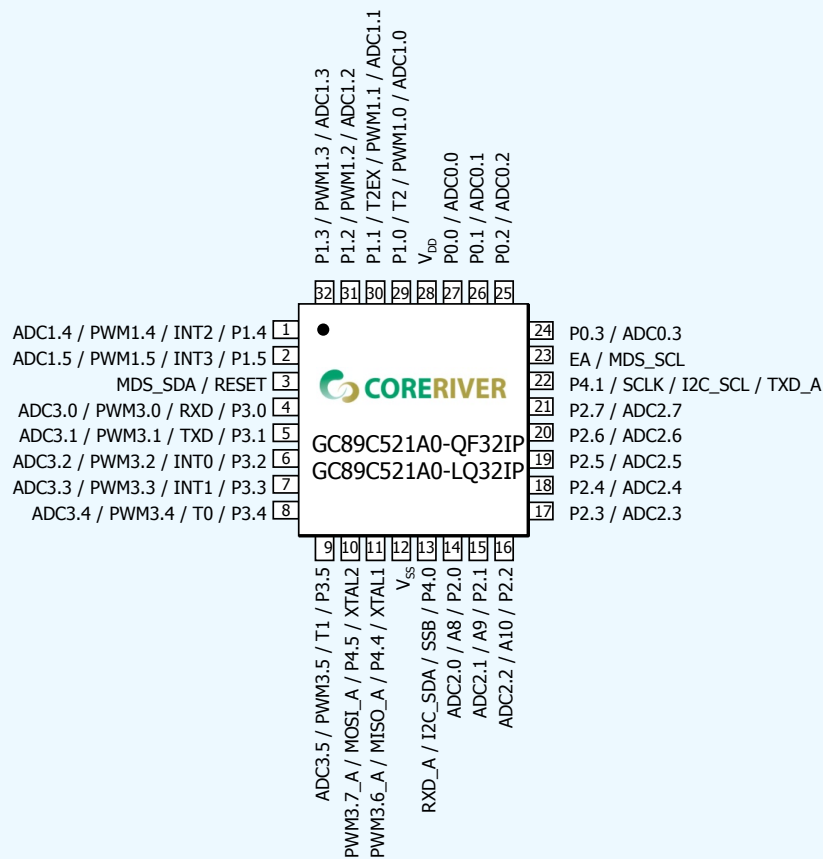 P1.3 / PWM1.3 / ADC1.3
P1.2 / PWM1.2 / ADC1.2
P1.1 / T2EX / PWM1.1 / ADC1.1
P1.0 / T2 / PWM1.0 / ADC1.0
VDD
P0.0 / ADC0.0
P0.1 / ADC0.1
P0.2 / ADC0.2
32 31 30 29 28 27 26 25
ADC1.4 / PWM1.4 / INT2 / P1.4 1
ADC1.5 / PWM1.5 / INT3 / P1.5 2
MDS_SDA / RESET 3
ADC3.0 / PWM3.0 / RXD / P3.0 4
ADC3.1 / PWM3.1 / TXD / P3.1 5
ADC3.2 / PWM3.2 / INT0 / P3.2 6
ADC3.3 / PWM3.3 / INT1 / P3.3 7
ADC3.4 / PWM3.4 / T0 / P3.4 8
CORERIVER
GC89C521A0-QF32IP
GC89C521A0-LQ32IP
24 P0.3 / ADC0.3
23 EA / MDS_SCL
22 P4.1 / SCLK / I2C_SCL / TXD_A
21 P2.7 / ADC2.7
20 P2.6 / ADC2.6
19 P2.5 / ADC2.5
18 P2.4 / ADC2.4
17 P2.3 / ADC2.3
9 10 11 12 13 14 15 16
ADC3.5 / PWM3.5 / T1 / P3.5
PWM3.7_A / MOSI_A / P4.5 / XTAL2
PWM3.6_A / MISO_A / P4.4 / XTAL1
VSS
RXD_A / I2C_SDA / SSB / P4.0
ADC2.0 / A8 / P2.0
ADC2.1 / A9 / P2.1
ADC2.2 / A10 / P2.2